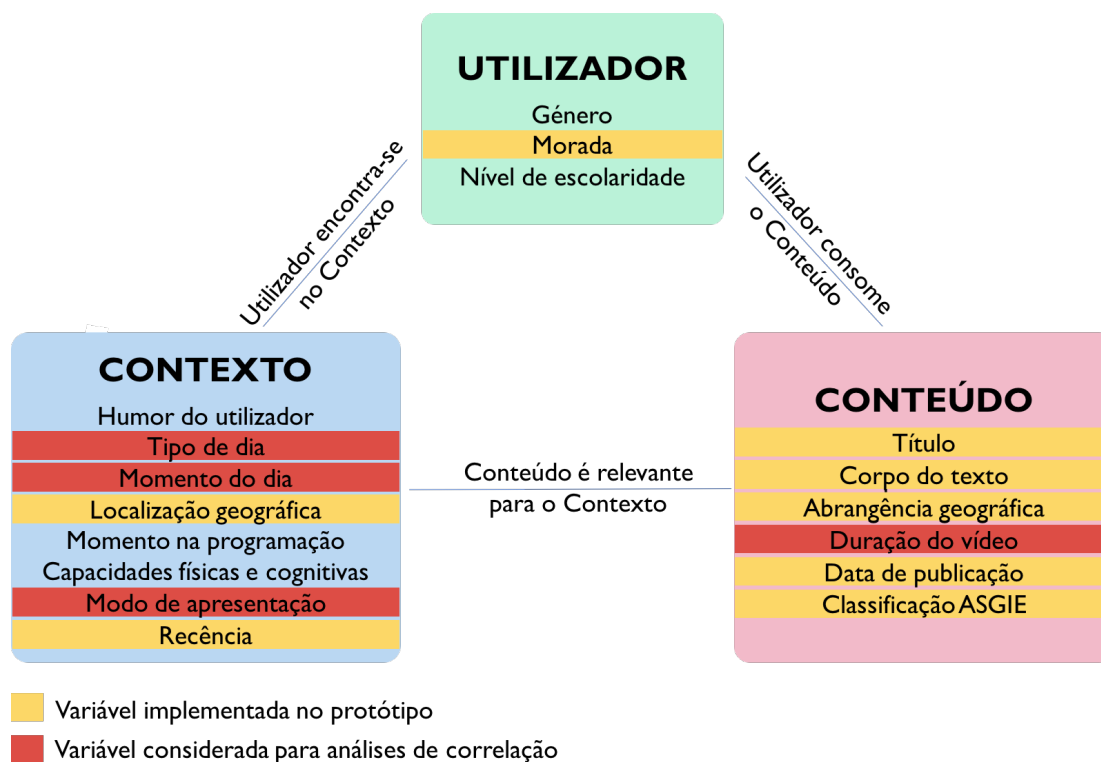 UTILIZADOR
Género
Morada
Nível de escolaridade
Utilizador encontra-se
no Contexto
Utilizador consome
o Conteúdo
CONTEXTO
Humor do utilizador
Tipo de dia
Momento do dia
Localização geográfica
Momento na programação
Capacidades físicas e cognitivas
Modo de apresentação
Recência
Conteúdo é relevante
para o Contexto
CONTEÚDO
Título
Corpo do texto
Abrangência geográfica
Duração do vídeo
Data de publicação
Classificação ASGIE
Variável implementada no protótipo
Variável considerada para análises de correlação